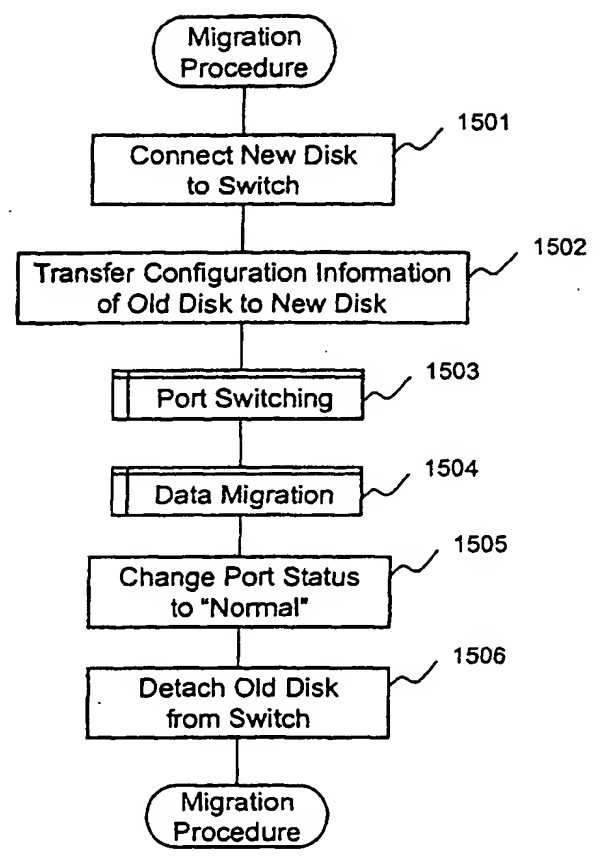 Migration
Procedure
1501
Connect New Disk
to Switch
1502
Transfer Configuration Information
of Old Disk to New Disk
1503
Port Switching
1504
Data Migration
1505
Change Port Status
to "Normal"
1506
Detach Old Disk
from Switch
Migration
Procedure